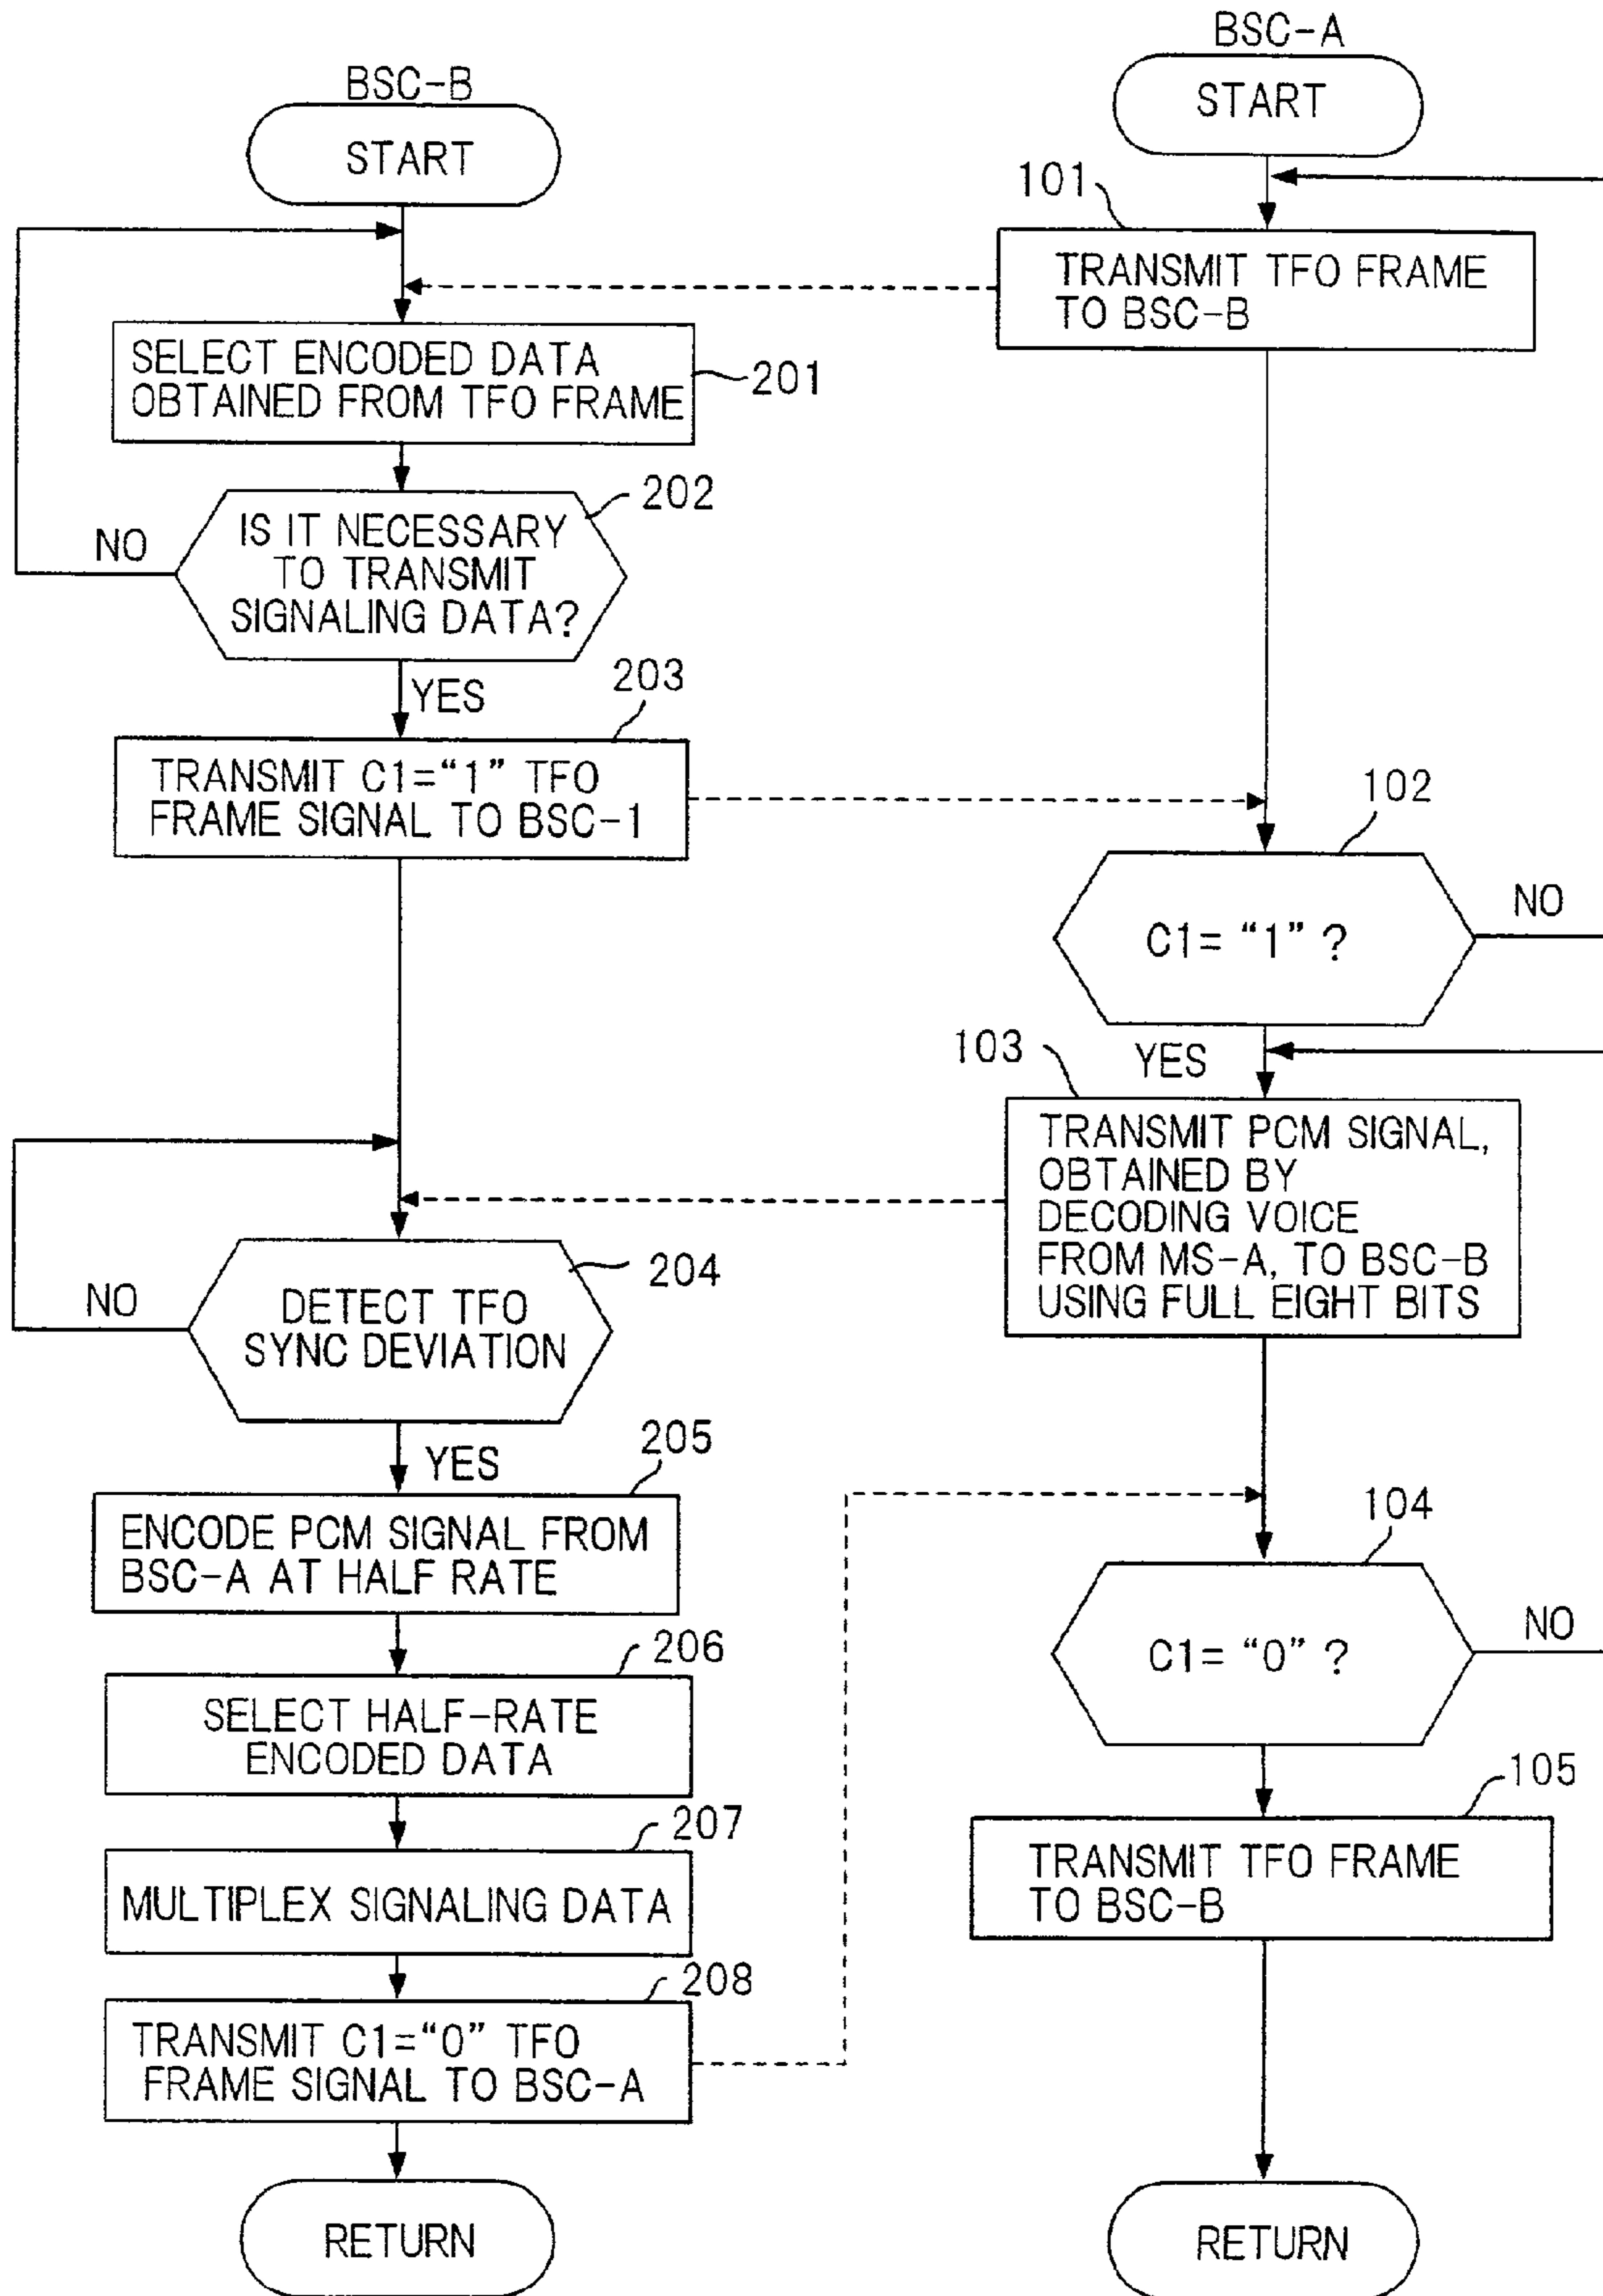 BSC-B
START
SELECT ENCODED DATA
OBTAINED FROM TFO FRAME
201
202
IS IT NECESSARY
TO TRANSMIT
SIGNALING DATA?
NO
YES
203
TRANSMIT C1="1" TFO
FRAME SIGNAL TO BSC-1
DETECT TFO
SYNC DEVIATION
204
NO
YES
205
ENCODE PCM SIGNAL FROM
BSC-A AT HALF RATE
206
SELECT HALF-RATE
ENCODED DATA
207
MULTIPLEX SIGNALING DATA
208
TRANSMIT C1="0" TFO
FRAME SIGNAL TO BSC-A
RETURN
BSC-A
START
101
TRANSMIT TFO FRAME
TO BSC-B
102
C1= "1" ?
NO
YES
103
TRANSMIT PCM SIGNAL,
OBTAINED BY
DECODING VOICE
FROM MS-A, TO BSC-B
USING FULL EIGHT BITS
104
C1= "0" ?
NO
105
TRANSMIT TFO FRAME
TO BSC-B
RETURN